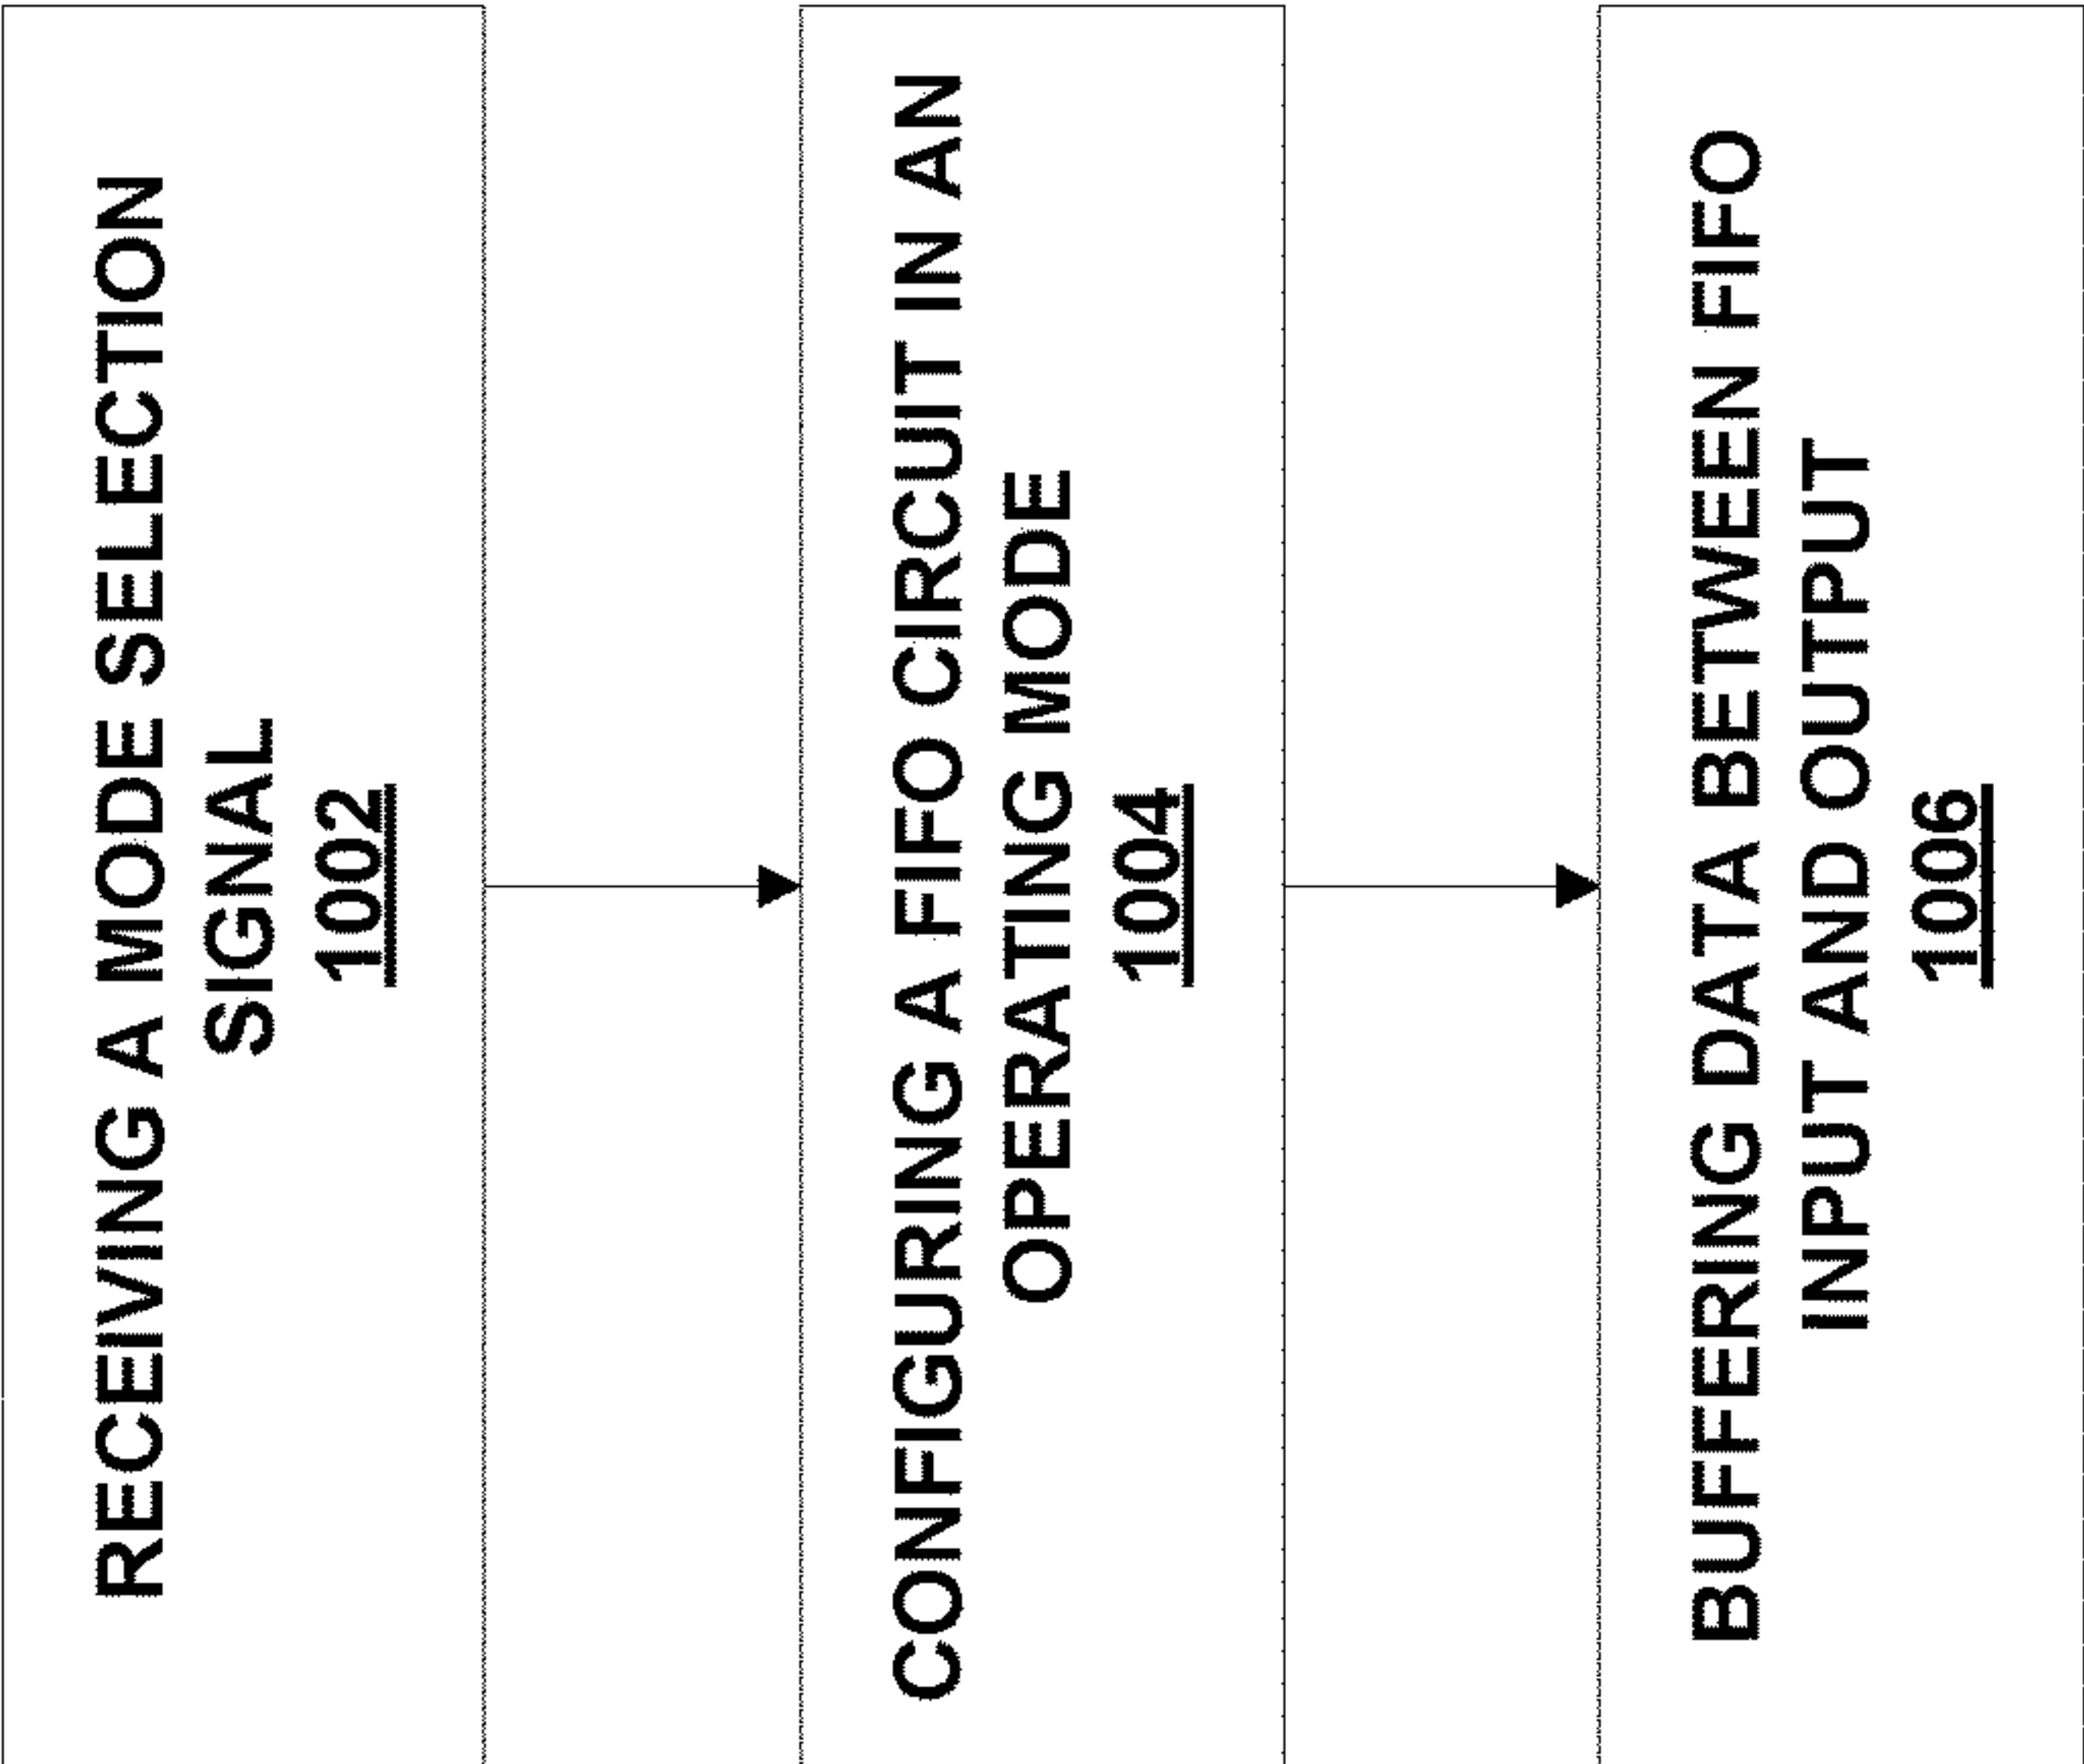 RECEIVING A MODE SELECTION
SIGNAL
1002
CONFIGURING A FIFO CIRCUIT IN AN
OPERATING MODE
1004
BUFFERING DATA BETWEEN FIFO
INPUT AND OUTPUT
1006